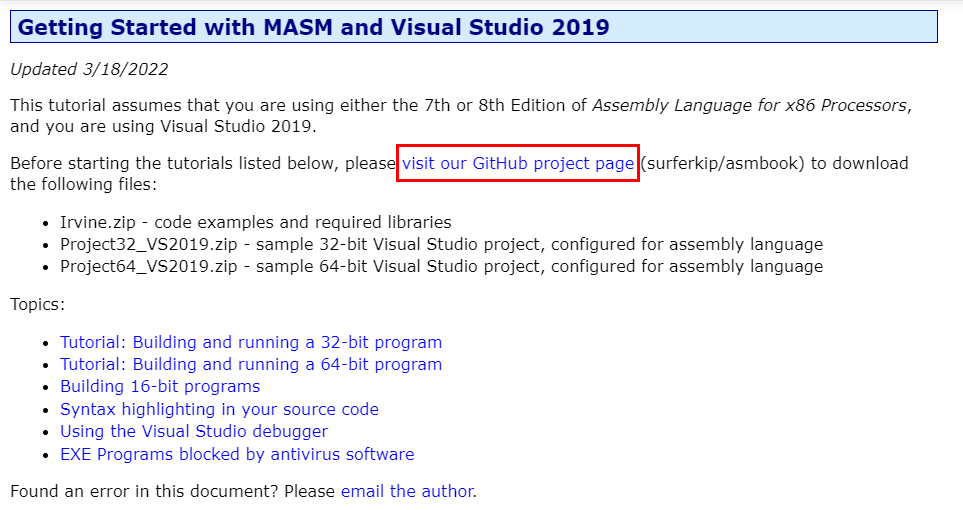 Getting Started with MASM and Visual Studio 2019
Updated 3/18/2022
This tutorial assumes that you are using either the 7th or 8th Edition of Assembly Language for x86 Processors,
and you are using Visual Studio 2019.
Before starting the tutorials listed below, please visit our GitHub project page (surferkip/asmbook) to download
the following files:
• Irvine.zip - code examples and required libraries
• Project32_VS2019.zip - sample 32-bit Visual Studio project, configured for assembly language
• Project64_VS2019.zip - sample 64-bit Visual Studio project, configured for assembly language
Topics:
• Tutorial: Building and running a 32-bit program
• Tutorial: Building and running a 64-bit program
• Building 16-bit programs
• Syntax highlighting in your source code
• Using the Visual Studio debugger
• EXE Programs blocked by antivirus software
Found an error in this document? Please email the author.